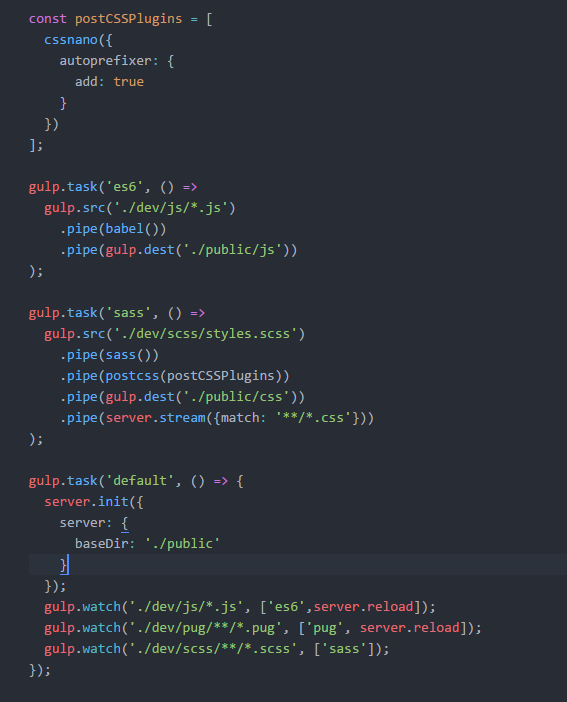 const postCSSPlugins = [
  cssnano({
    autoprefixer: {
      add: true
    }
  })
];

gulp.task('es6', () =>
  gulp.src('./dev/js/*.js')
    .pipe(babel())
    .pipe(gulp.dest('./public/js'))
);

gulp.task('sass', () =>
  gulp.src('./dev/scss/styles.scss')
    .pipe(sass())
    .pipe(postcss(postCSSPlugins))
    .pipe(gulp.dest('./public/css'))
    .pipe(server.stream({match: '**/*.css'}))
);

gulp.task('default', () => {
  server.init({
    server: {
      baseDir: './public'
    }
  });
  gulp.watch('./dev/js/*.js', ['es6',server.reload]);
  gulp.watch('./dev/pug/**/*.pug', ['pug', server.reload]);
  gulp.watch('./dev/scss/**/*.scss', ['sass']);
});